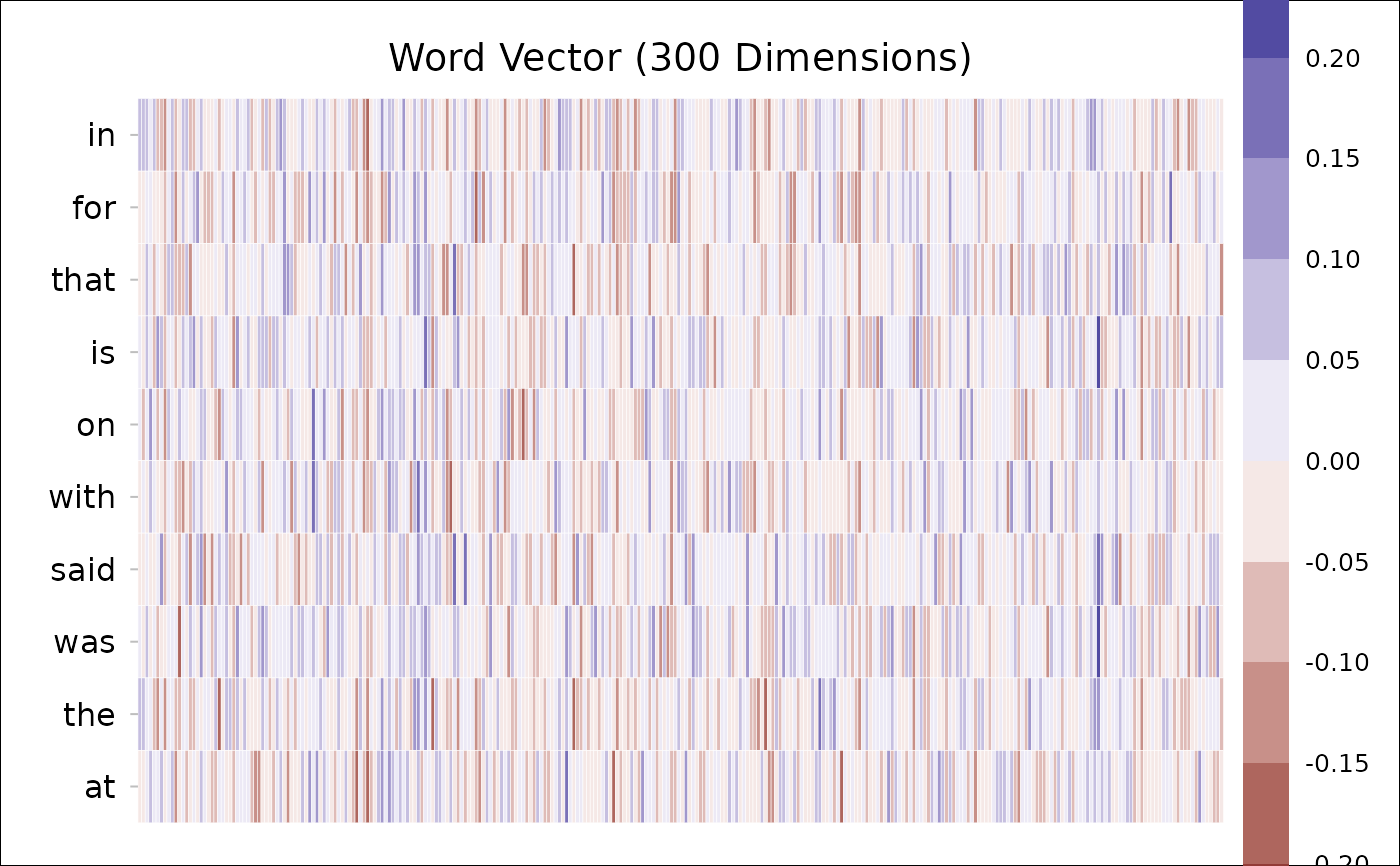 Word Vector (300 Dimensions)
in
for
that
is
on
with
said
was
the
at
0.20
0.15
0.10
0.05
0.00
-0.05
-0.10
-0.15